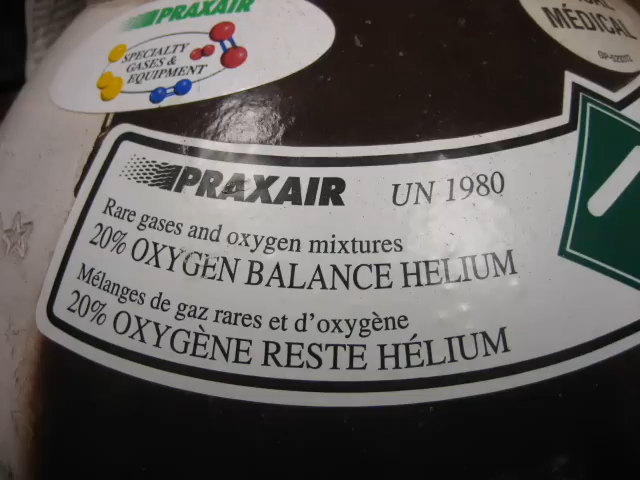 PRAXAIR
SPECIALTY
GASES &
EQUIPMENT
MÉDICAL
PRAXAIR UN 1980
Rare gases and oxygen mixtures
20% OXYGEN BALANCE HELIUM
Mélanges de gaz rares et d'oxygène
20% OXYGÈNE RESTE HÉLIUM